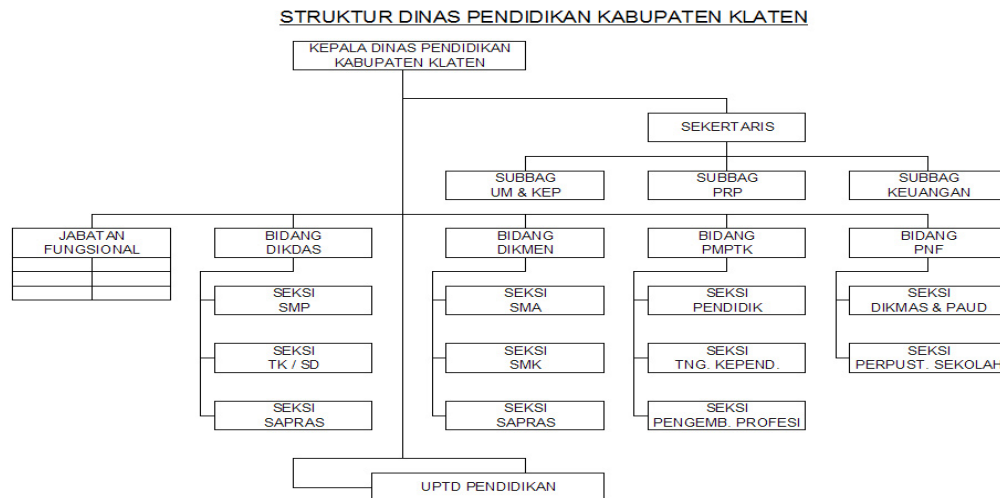 STRUKTUR DINAS PENDIDIKAN KABUPATEN KLATEN
KEPALA DINAS PENDIDIKAN
KABUPATEN KLATEN
SEKERTARIS
SUBBAG
UM & KEP
SUBBAG
PRP
SUBBAG
KEUANGAN
JABATAN
FUNGSIONAL
BIDANG
DIKDAS
BIDANG
DIKMEN
BIDANG
PMPTK
BIDANG
PNF
SEKSI
SMP
SEKSI
SMA
SEKSI
PENDIDIK
SEKSI
DIKMAS & PAUD
SEKSI
TK / SD
SEKSI
SMK
SEKSI
TNG. KEPEND.
SEKSI
PERPUST. SEKOLAH
SEKSI
SAPRAS
SEKSI
SAPRAS
SEKSI
PENGEMB. PROFESI
UPTD PENDIDIKAN